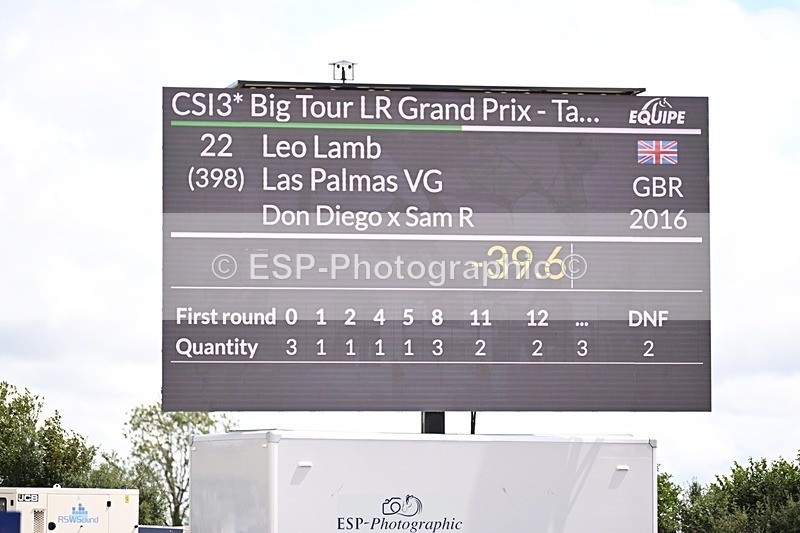 CSI3* Big Tour LR Grand Prix - Ta...
EQUIPE
22 Leo Lamb
(398) Las Palmas VG GBR
Don Diego x Sam R 2016
-39.6
© ESP-Photographic ©
First round 0 1 2 4 5 8 11 12 ... DNF
Quantity 3 1 1 1 1 3 2 2 3 2
JCB
RSWSound
ESP-Photographic